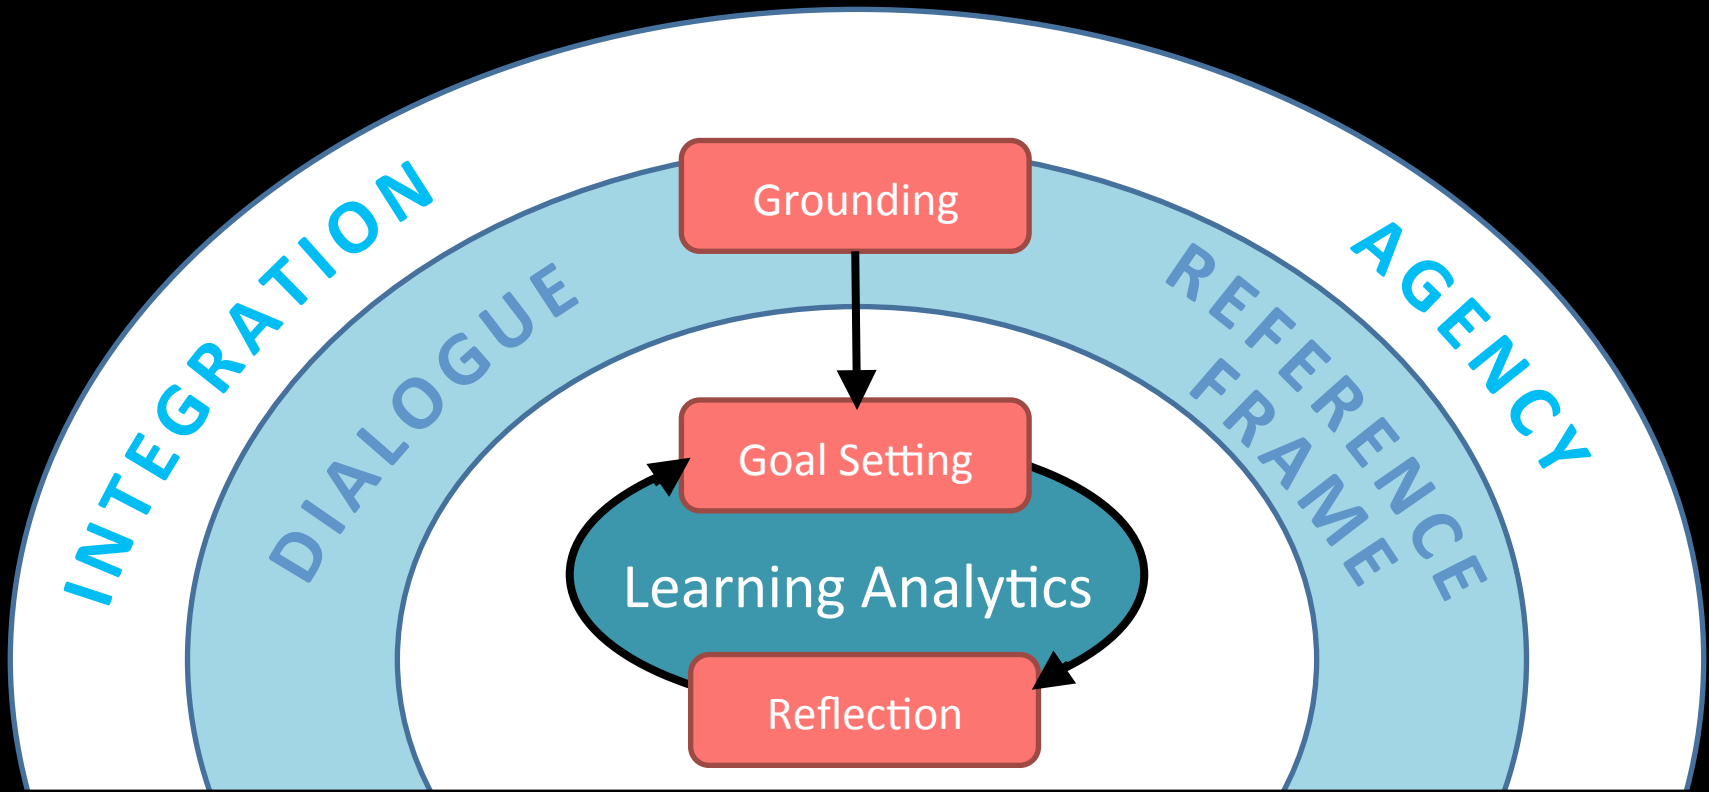 INTEGRATION
AGENCY
DIALOGUE
REFERENCE
FRAME
Grounding
Goal Setting
Learning Analytics
Reflection